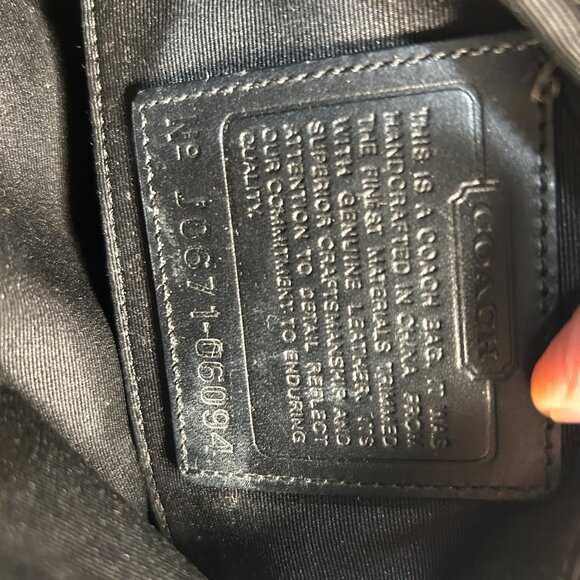 COACH
THIS IS A COACH BAG. IT WAS
HANDCRAFTED IN CHINA FROM
THE FINEST MATERIALS TRIMMED
WITH GENUINE LEATHER. ITS
SUPERIOR CRAFTSMANSHIP AND
ATTENTION TO DETAIL REFLECT
OUR COMMITMENT TO ENDURING
QUALITY.
Nº J0671-06094